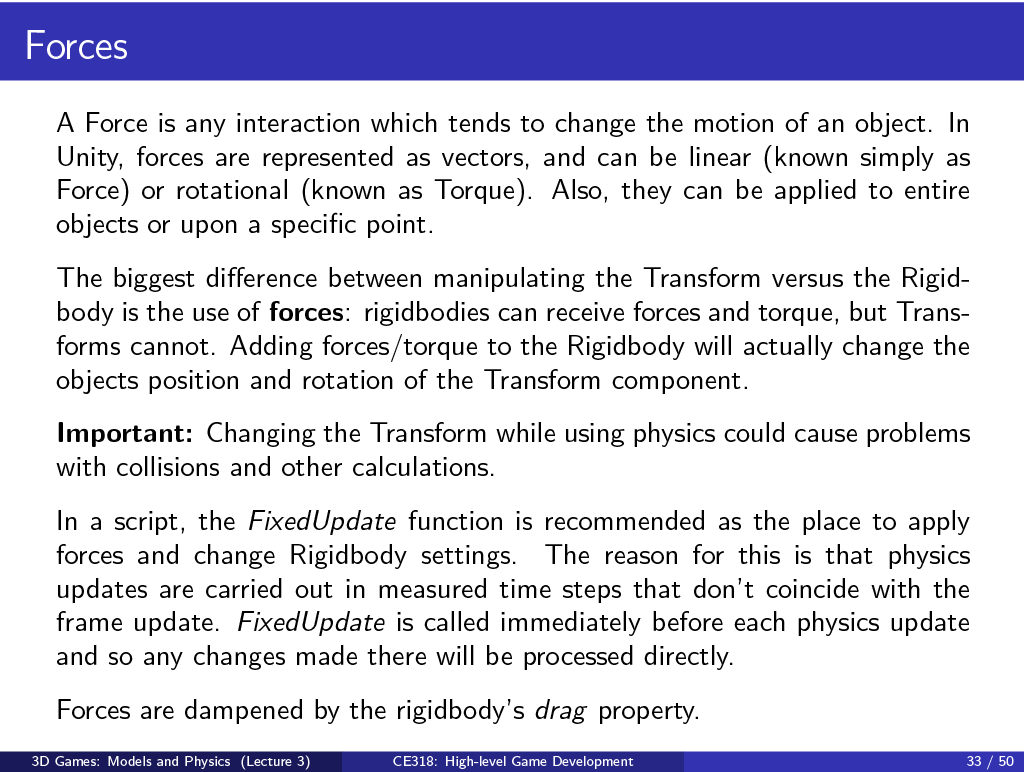 Forces
A Force is any interaction which tends to change the motion of an object. In
Unity, forces are represented as vectors, and can be linear (known simply as
Force) or rotational (known as Torque). Also, they can be applied to entire
objects or upon a specific point.
The biggest difference between manipulating the Transform versus the Rigid-
body is the use of forces: rigidbodies can receive forces and torque, but Trans-
forms cannot. Adding forces/torque to the Rigidbody will actually change the
objects position and rotation of the Transform component.
Important: Changing the Transform while using physics could cause problems
with collisions and other calculations.
In a script, the FixedUpdate function is recommended as the place to apply
forces and change Rigidbody settings. The reason for this is that physics
updates are carried out in measured time steps that don't coincide with the
frame update. FixedUpdate is called immediately before each physics update
and so any changes made there will be processed directly.
Forces are dampened by the rigidbody's drag property.
3D Games: Models and Physics (Lecture 3) CE318: High-level Game Development 33 / 50